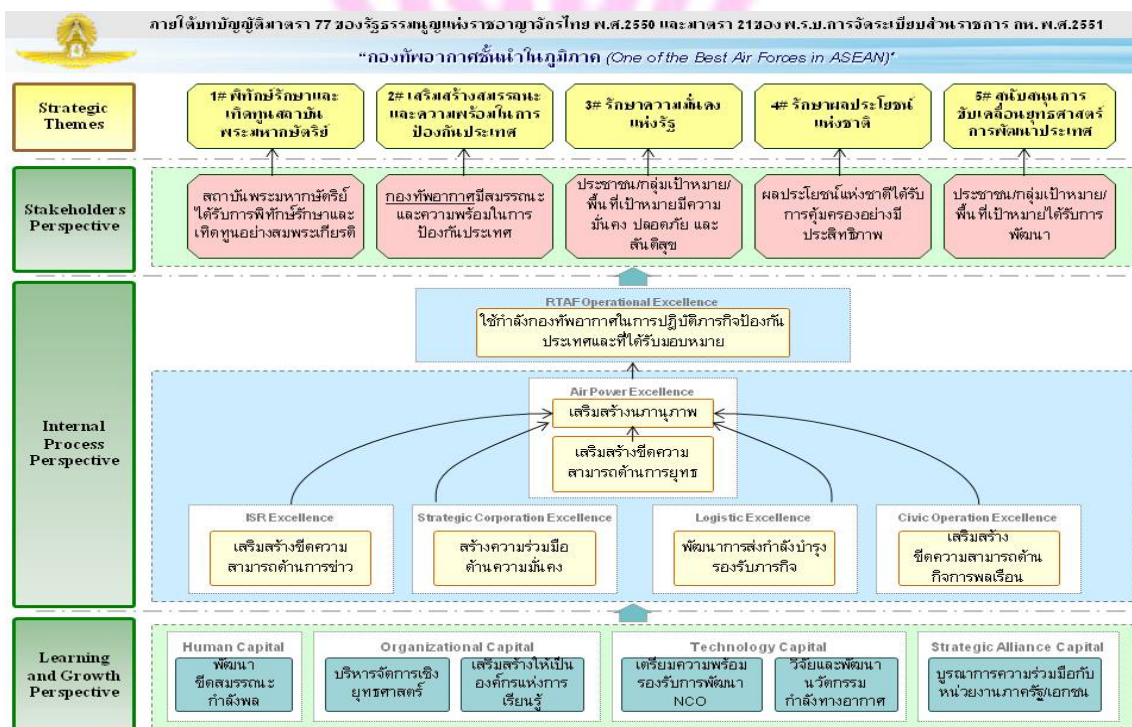 ภายใต้บทบัญญัติมาตรา 77 ของรัฐธรรมนูญแห่งราชอาญาจักรไทย พ.ศ.2550 และมาตรา 21ของ พ.ร.บ.การจัดระเบียบส่วนราชการ กห. พ.ศ.2551
“กองทัพอากาศชั้นนำในภูมิภาค (One of the Best Air Forces in ASEAN)”
Strategic
Themes
1# พิทักษ์รักษาและ
เทิดทูนสถาบัน
พระมหากษัตริย์
2# เสริมสร้างสมรรถนะ
และความพร้อมในการ
ป้องกันประเทศ
3# รักษาความมั่นคง
แห่งรัฐ
4# รักษาผลประโยชน์
แห่งชาติ
5# สนับสนุนการ
ขับเคลื่อนยุทธศาสตร์
การพัฒนาประเทศ
Stakeholders
Perspective
สถาบันพระมหากษัตริย์
ได้รับการพิทักษ์รักษาและ
เทิดทูนอย่างสมพระเกียรติ
กองทัพอากาศมีสมรรถนะ
และความพร้อมในการ
ป้องกันประเทศ
ประชาชน/กลุ่มเป้าหมาย/
พื้นที่เป้าหมายมีความ
มั่นคง ปลอดภัย และ
สันติสุข
ผลประโยชน์แห่งชาติได้รับ
การคุ้มครองอย่างมี
ประสิทธิภาพ
ประชาชน/กลุ่มเป้าหมาย/
พื้นที่เป้าหมายได้รับการ
พัฒนา
Internal
Process
Perspective
RTAF Operational Excellence
ใช้กำลังกองทัพอากาศในการปฏิบัติภารกิจป้องกัน
ประเทศและที่ได้รับมอบหมาย
Air Power Excellence
เสริมสร้างนภานุภาพ
เสริมสร้างขีดความ
สามารถด้านการยุทธ
ISR Excellence
เสริมสร้างขีดความ
สามารถด้านการข่าว
Strategic Corporation Excellence
สร้างความร่วมมือ
ด้านความมั่นคง
Logistic Excellence
พัฒนาการส่งกำลังบำรุง
รองรับภารกิจ
Civic Operation Excellence
เสริมสร้าง
ขีดความสามารถด้าน
กิจการพลเรือน
Learning
and Growth
Perspective
Human Capital
พัฒนา
ขีดสมรรถนะ
กำลังพล
Organizational Capital
บริหารจัดการเชิง
ยุทธศาสตร์
เสริมสร้างให้เป็น
องค์กรแห่งการ
เรียนรู้
Technology Capital
เตรียมความพร้อม
รองรับการพัฒนา
NCO
วิจัยและพัฒนา
นวัตกรรม
กำลังทางอากาศ
Strategic Alliance Capital
บูรณาการความร่วมมือกับ
หน่วยงานภาครัฐ/เอกชน